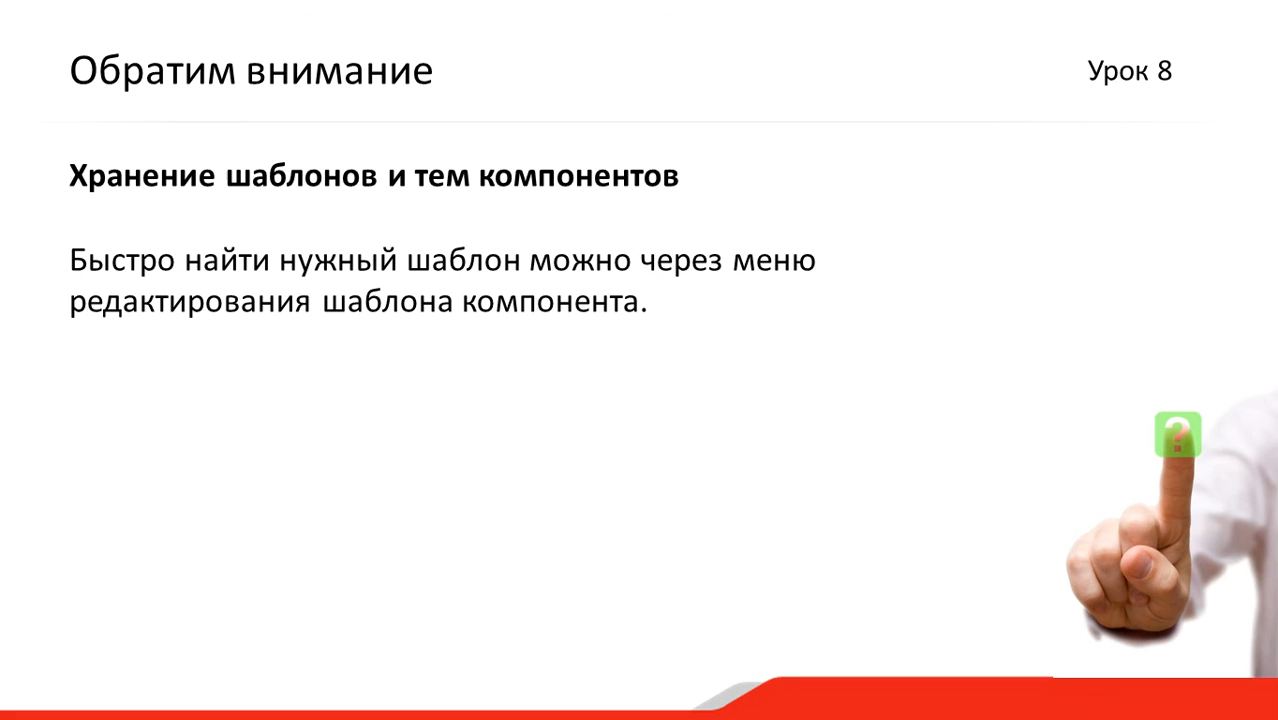 Обратим внимание
Урок 8
Хранение шаблонов и тем компонентов
Быстро найти нужный шаблон можно через меню
редактирования шаблона компонента.
?